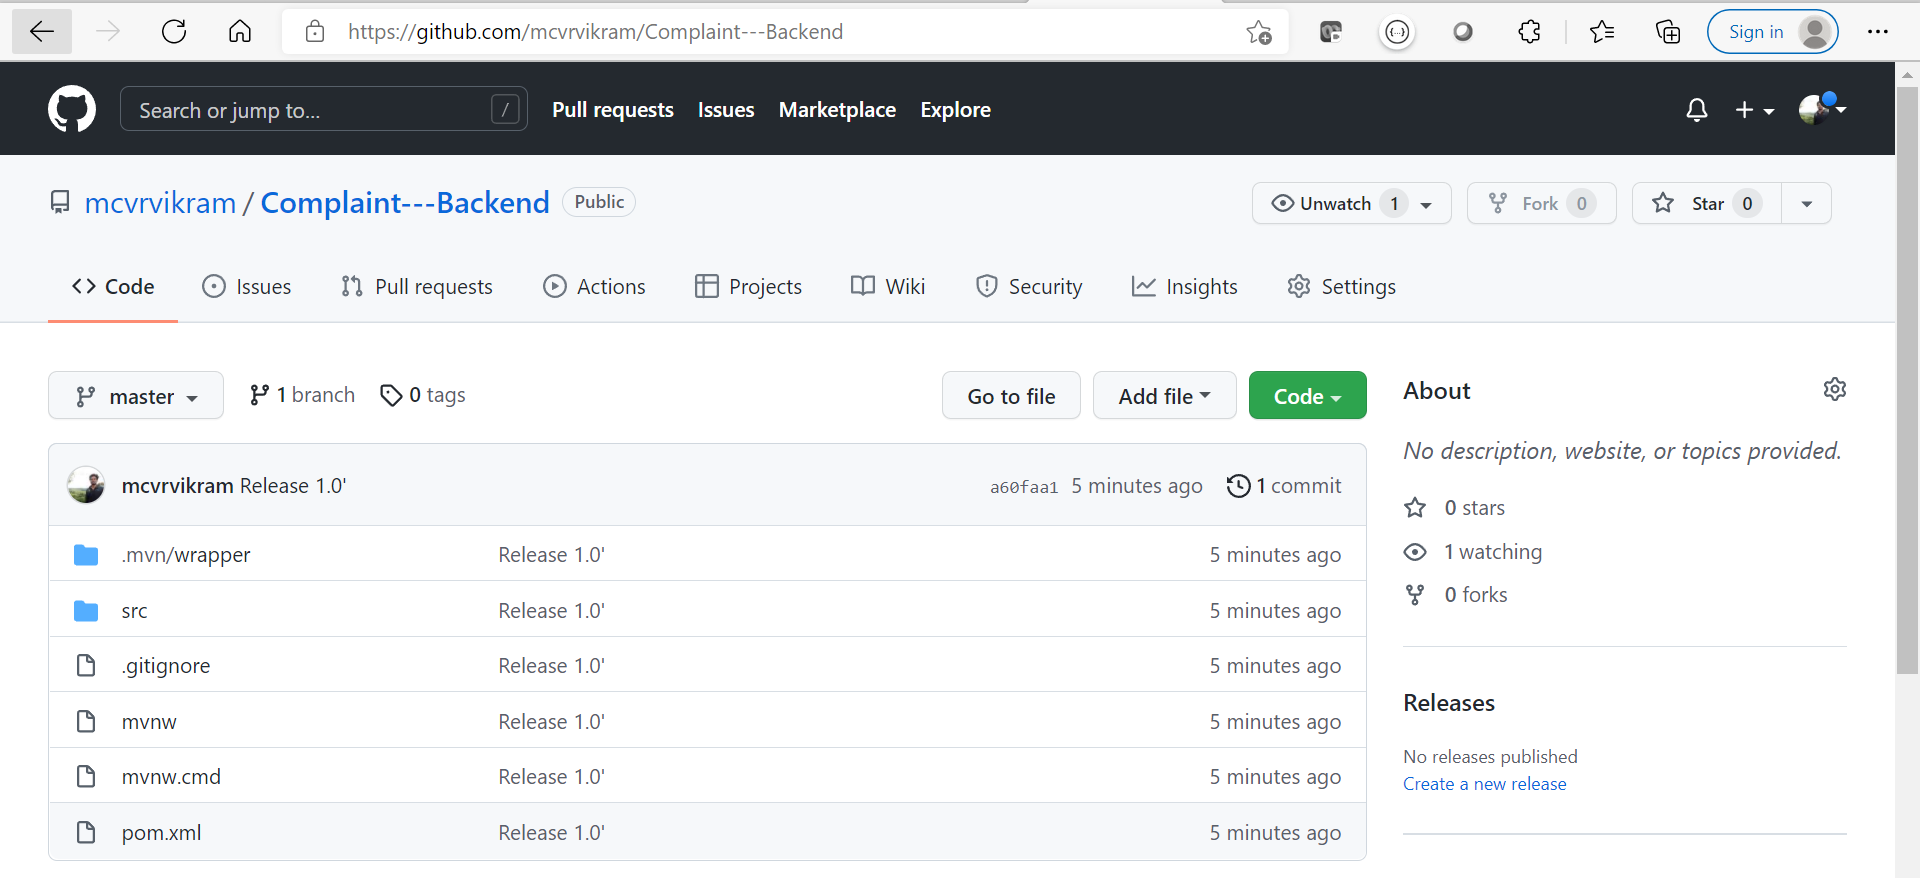 https://github.com/mcvrvikram/Complaint---Backend
Sign in
Search or jump to... /
Pull requests Issues Marketplace Explore
mcvrvikram / Complaint---Backend Public
Unwatch 1 Fork 0 Star 0
Code Issues Pull requests Actions Projects Wiki Security Insights Settings
master 1 branch 0 tags Go to file Add file Code
mcvrvikram Release 1.0' a60faa1 5 minutes ago 1 commit
.mvn/wrapper Release 1.0' 5 minutes ago
src Release 1.0' 5 minutes ago
.gitignore Release 1.0' 5 minutes ago
mvnw Release 1.0' 5 minutes ago
mvnw.cmd Release 1.0' 5 minutes ago
pom.xml Release 1.0' 5 minutes ago
About
No description, website, or topics provided.
0 stars
1 watching
0 forks
Releases
No releases published
Create a new release